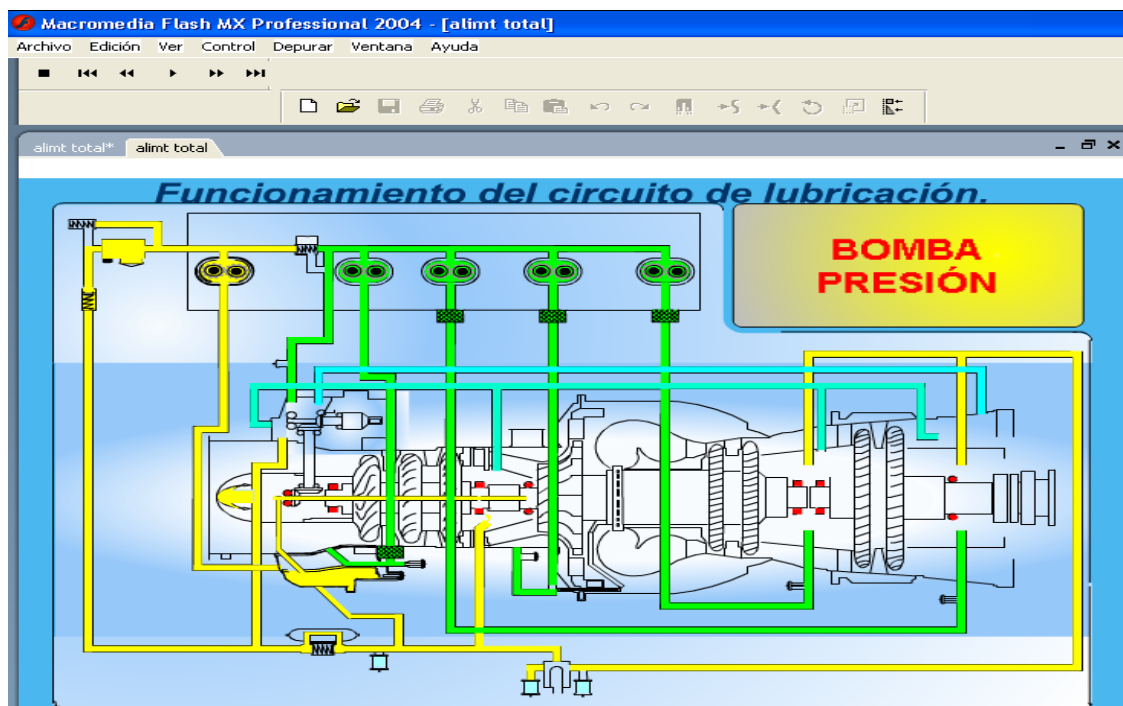 Macromedia Flash MX Professional 2004 - [alimt total]
Archivo Edición Ver Control Depurar Ventana Ayuda
alimt total* alimt total
Funcionamiento del circuito de lubricación.
BOMBA
PRESIÓN